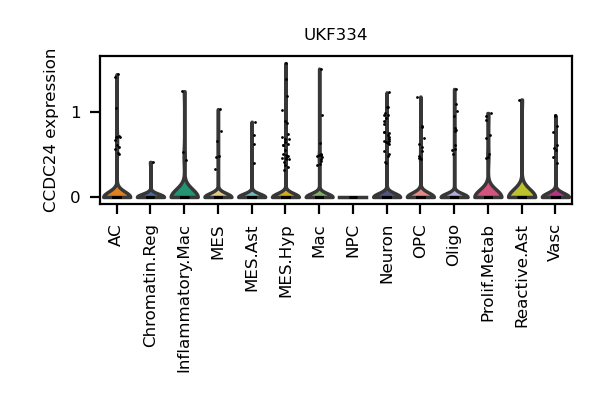 UKF334
CCDC24 expression
1
0
AC
Chromatin.Reg
Inflammatory.Mac
MES
MES.Ast
MES.Hyp
Mac
NPC
Neuron
OPC
Oligo
Prolif.Metab
Reactive.Ast
Vasc